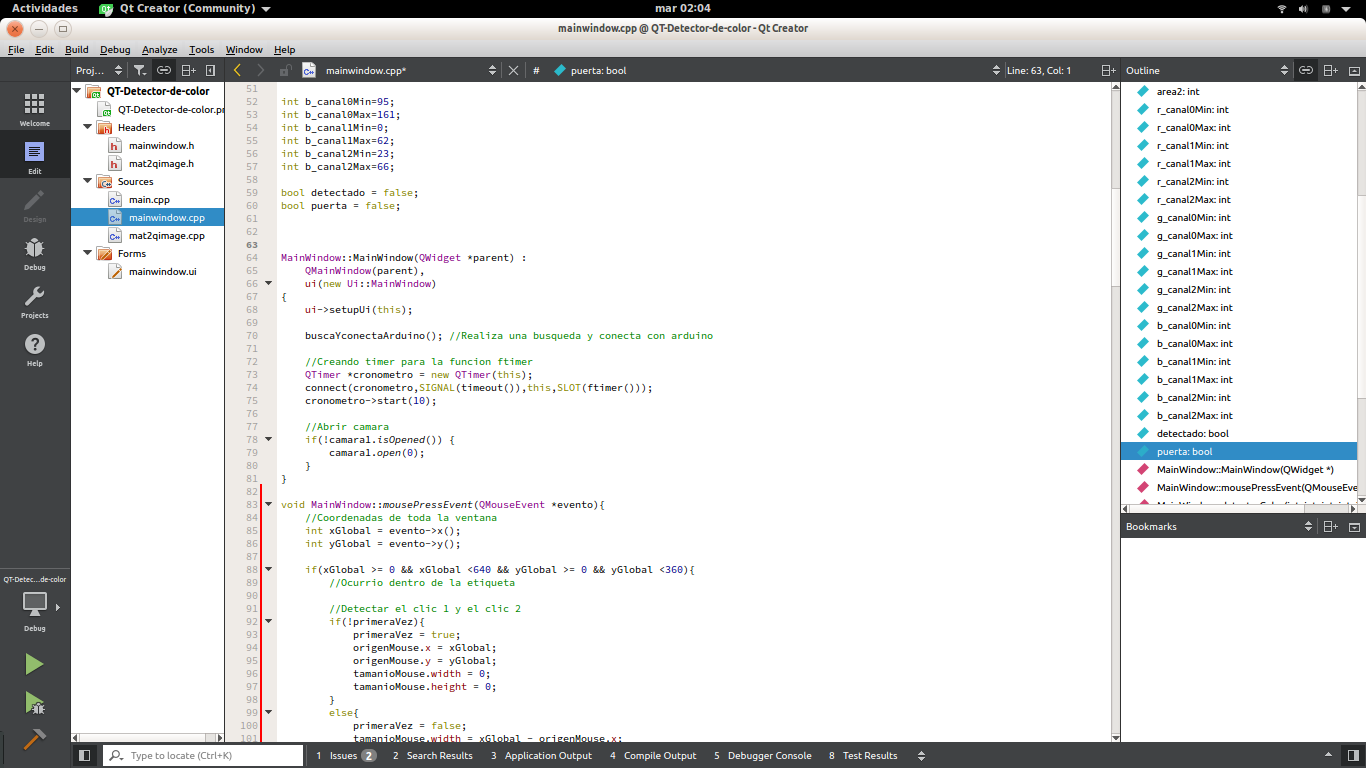 Actividades
Qt Creator (Community)
mar 02:04
mainwindow.cpp @ QT-Detector-de-color - Qt Creator
File Edit Build Debug Analyze Tools Window Help
Proj...
mainwindow.cpp*
#
puerta: bool
Line: 63, Col: 1
Outline
Welcome
Edit
Design
Debug
Projects
Help
QT-Detec...de-color
Debug
QT-Detector-de-color
QT-Detector-de-color.pr
Headers
mainwindow.h
mat2qimage.h
Sources
main.cpp
mainwindow.cpp
mat2qimage.cpp
Forms
mainwindow.ui
51
52 int b_canal0Min=95;
53 int b_canal0Max=161;
54 int b_canal1Min=0;
55 int b_canal1Max=62;
56 int b_canal2Min=23;
57 int b_canal2Max=66;
58
59 bool detectado = false;
60 bool puerta = false;
61
62
63
64 MainWindow::MainWindow(QWidget *parent) :
65 QMainWindow(parent),
66 ui(new Ui::MainWindow)
67 {
68 ui->setupUi(this);
69
70 buscaYconectaArduino(); //Realiza una busqueda y conecta con arduino
71
72 //Creando timer para la funcion ftimer
73 QTimer *cronometro = new QTimer(this);
74 connect(cronometro,SIGNAL(timeout()),this,SLOT(ftimer()));
75 cronometro->start(10);
76
77 //Abrir camara
78 if(!camara1.isOpened()) {
79 camara1.open(0);
80 }
81 }
82
83 void MainWindow::mousePressEvent(QMouseEvent *evento){
84 //Coordenadas de toda la ventana
85 int xGlobal = evento->x();
86 int yGlobal = evento->y();
87
88 if(xGlobal >= 0 && xGlobal <640 && yGlobal >= 0 && yGlobal <360){
89 //Ocurrio dentro de la etiqueta
90
91 //Detectar el clic 1 y el clic 2
92 if(!primeraVez){
93 primeraVez = true;
94 origenMouse.x = xGlobal;
95 origenMouse.y = yGlobal;
96 tamanioMouse.width = 0;
97 tamanioMouse.height = 0;
98 }
99 else{
100 primeraVez = false;
101 tamanioMouse.width = xGlobal - origenMouse.x;
area2: int
r_canal0Min: int
r_canal0Max: int
r_canal1Min: int
r_canal1Max: int
r_canal2Min: int
r_canal2Max: int
g_canal0Min: int
g_canal0Max: int
g_canal1Min: int
g_canal1Max: int
g_canal2Min: int
g_canal2Max: int
b_canal0Min: int
b_canal0Max: int
b_canal1Min: int
b_canal1Max: int
b_canal2Min: int
b_canal2Max: int
detectado: bool
puerta: bool
MainWindow::MainWindow(QWidget *)
MainWindow::mousePressEvent(QMouseEve
Bookmarks
Type to locate (Ctrl+K)
1 Issues 2
2 Search Results
3 Application Output
4 Compile Output
5 Debugger Console
8 Test Results